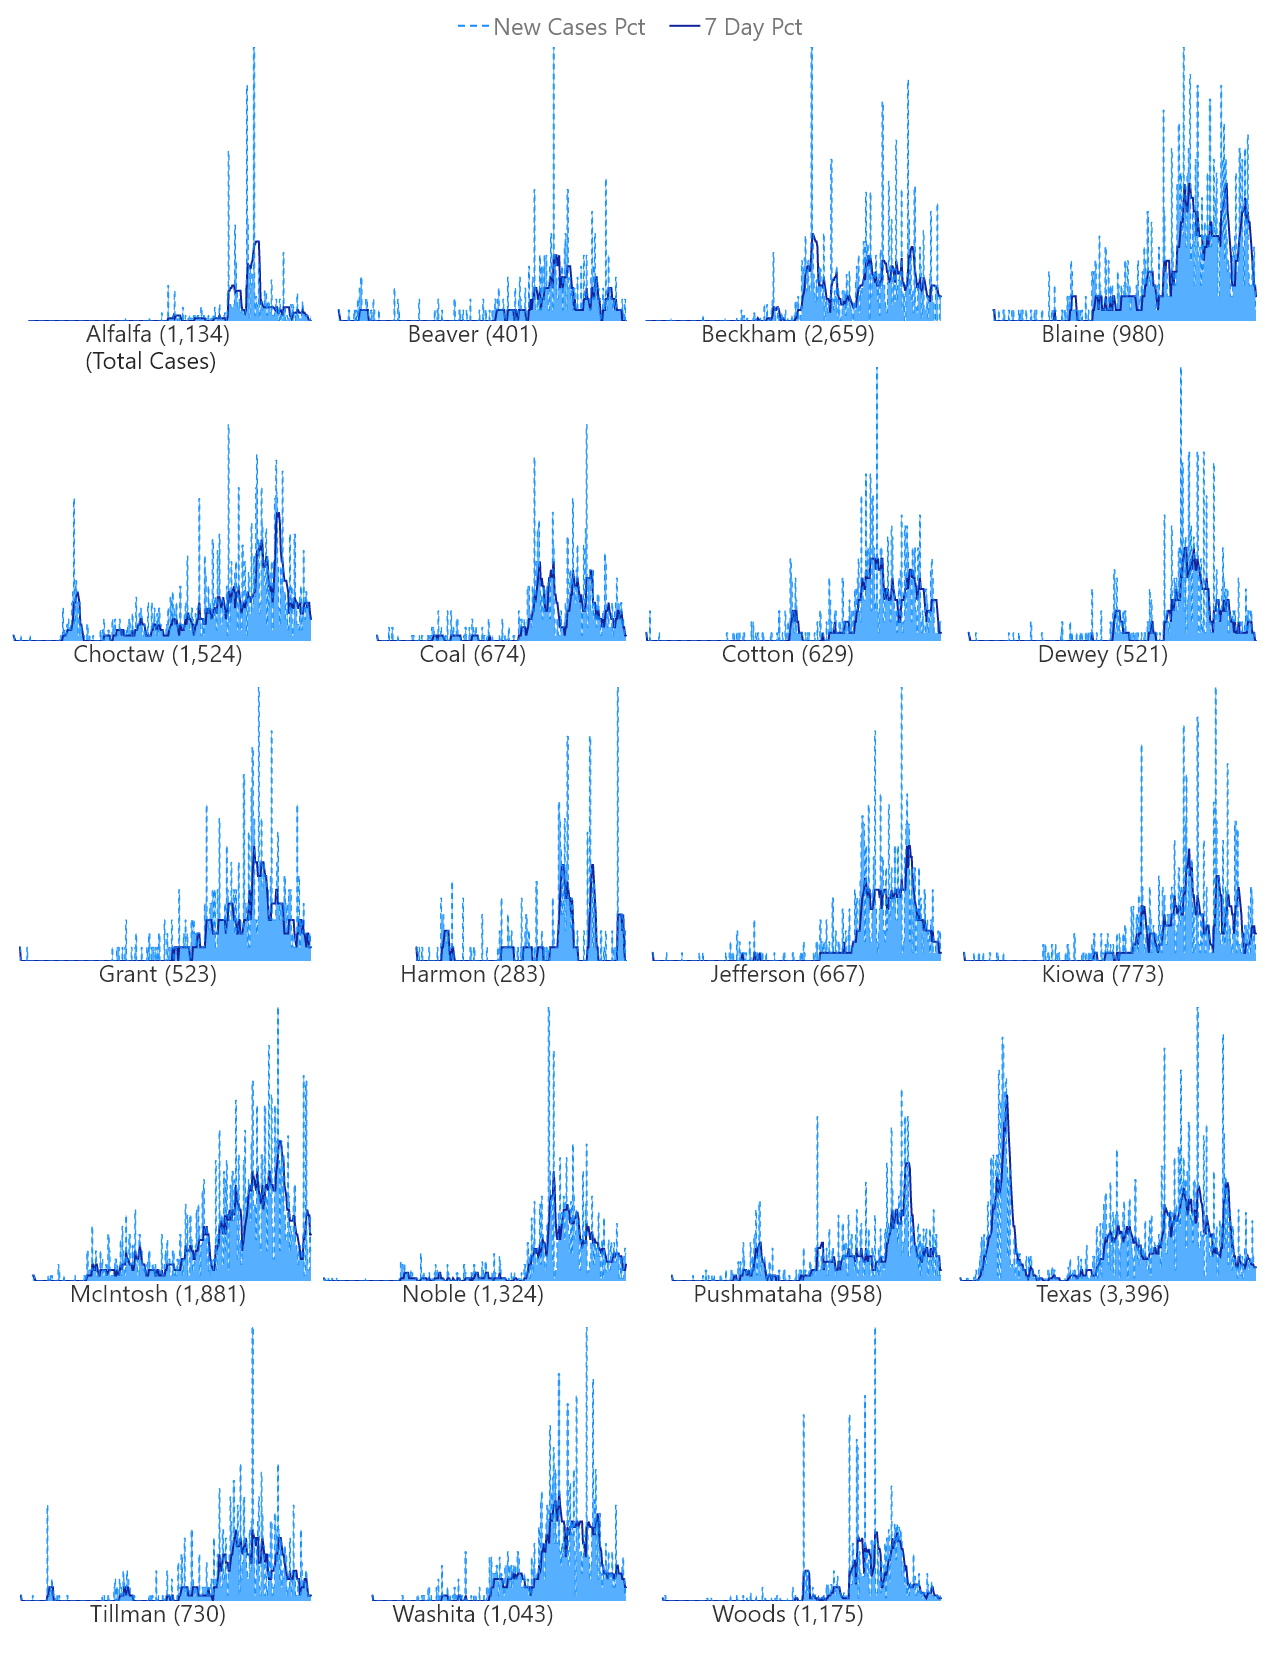 New Cases Pct 7 Day Pct
Alfalfa (1,134)
(Total Cases)
Beaver (401)
Beckham (2,659)
Blaine (980)
Choctaw (1,524)
Coal (674)
Cotton (629)
Dewey (521)
Grant (523)
Harmon (283)
Jefferson (667)
Kiowa (773)
McIntosh (1,881)
Noble (1,324)
Pushmataha (958)
Texas (3,396)
Tillman (730)
Washita (1,043)
Woods (1,175)